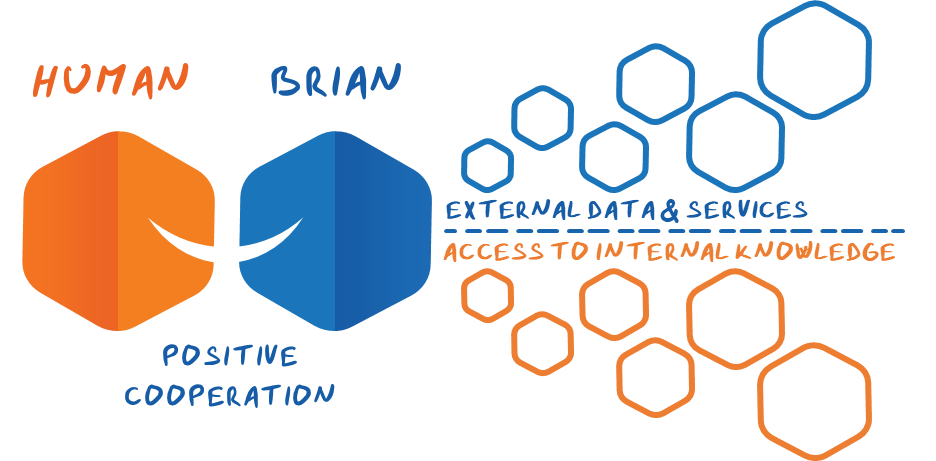 HUMAN
BRIAN
EXTERNAL DATA & SERVICES
ACCESS TO INTERNAL KNOWLEDGE
POSITIVE
COOPERATION